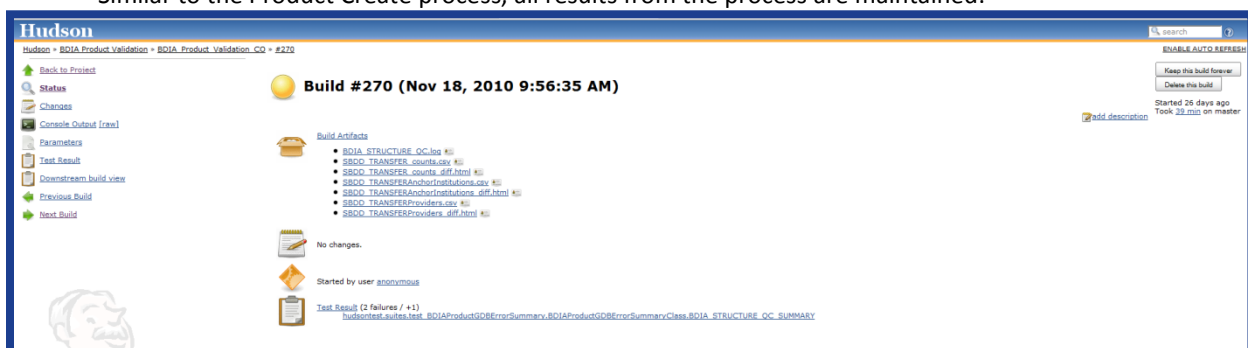 Similar to the Product Create process, all results from the process are maintained.
Hudson
search
Hudson » BDIA Product Validation » BDIA_Product_Validation_CO » #270
ENABLE AUTO REFRESH
Back to Project
Status
Changes
Console Output [raw]
Parameters
Test Result
Downstream build view
Previous Build
Next Build
Build #270 (Nov 18, 2010 9:56:35 AM)
Keep this build forever
Delete this build
Started 26 days ago
Took 39 min on master
add description
Build Artifacts
BDIA_STRUCTURE_QC.log
SBDD_TRANSFER_counts.csv
SBDD_TRANSFER_counts_diff.html
SBDD_TRANSFERAnchorInstitutions.csv
SBDD_TRANSFERAnchorInstitutions_diff.html
SBDD_TRANSFERProviders.csv
SBDD_TRANSFERProviders_diff.html
No changes.
Started by user anonymous
Test Result (2 failures / +1)
hudsontest.suites.test_BDIAProductGDBErrorSummary.BDIAProductGDBErrorSummaryClass.BDIA_STRUCTURE_QC_SUMMARY